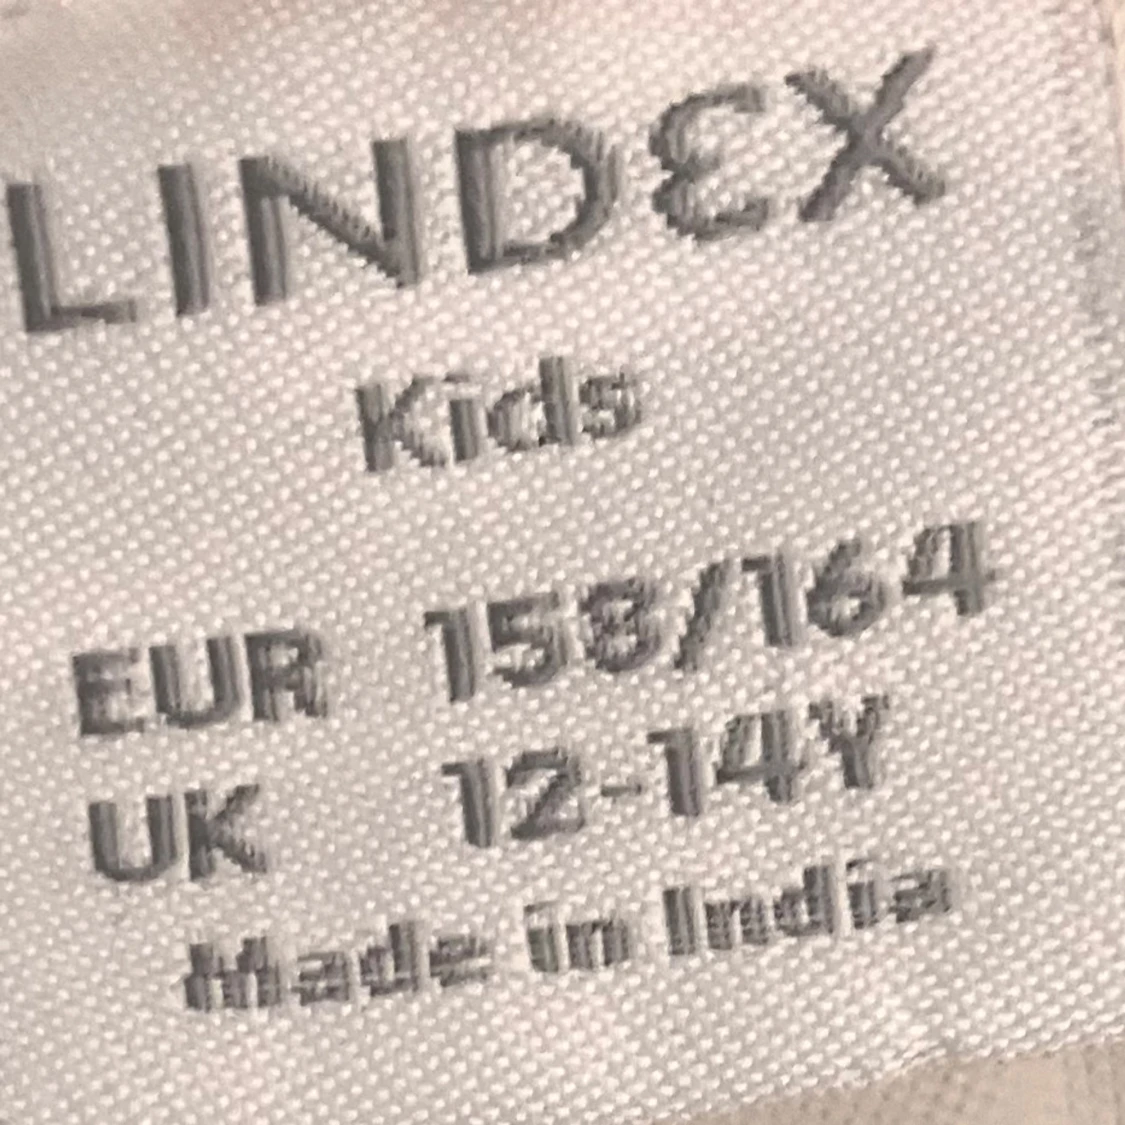 LINDEX
Kids
EUR 158/164
UK 12-14Y
Made in India